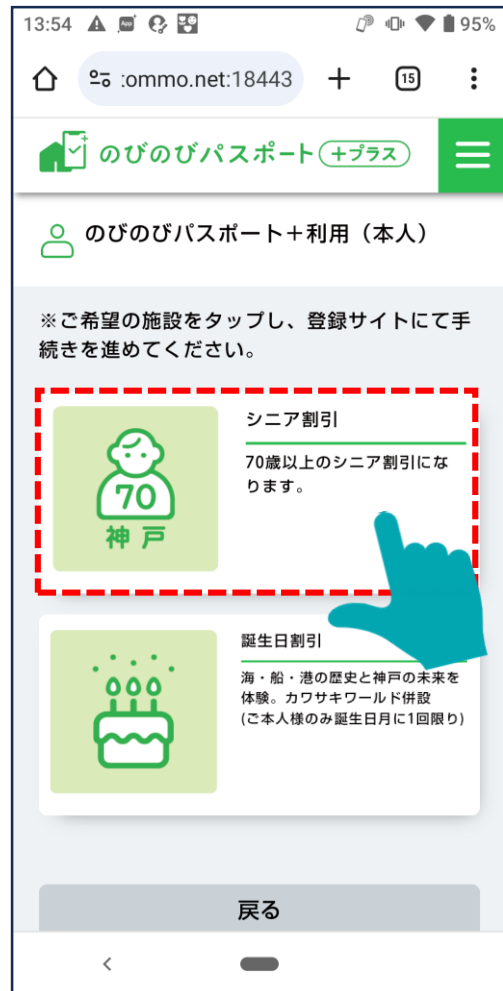 13:54
95%
:ommo.net:18443
15
のびのびパスポート +プラス
のびのびパスポート＋利用（本人）
※ご希望の施設をタップし、登録サイトにて手
続きを進めてください。
シニア割引
70歳以上のシニア割引にな
ります。
70
神戸
誕生日割引
海・船・港の歴史と神戸の未来を
体験。カワサキワールド併設
(ご本人様のみ誕生日月に1回限り)
戻る